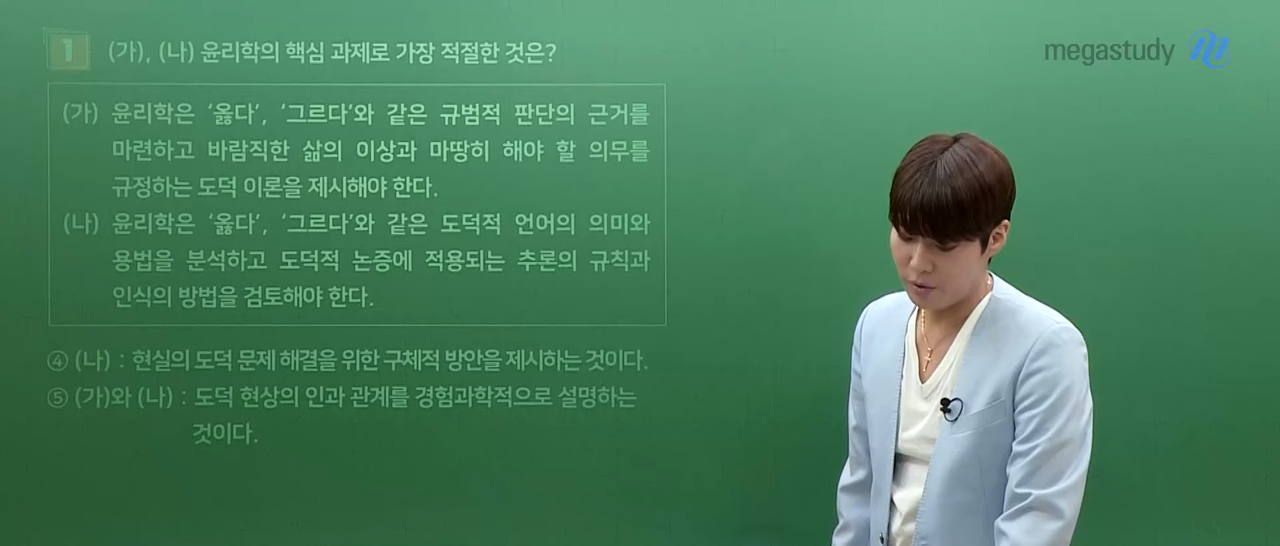 1 (가), (나) 윤리학의 핵심 과제로 가장 적절한 것은?
megastudy
(가) 윤리학은 ‘옳다’, ‘그르다’와 같은 규범적 판단의 근거를
마련하고 바람직한 삶의 이상과 마땅히 해야 할 의무를
규정하는 도덕 이론을 제시해야 한다.
(나) 윤리학은 ‘옳다’, ‘그르다’와 같은 도덕적 언어의 의미와
용법을 분석하고 도덕적 논증에 적용되는 추론의 규칙과
인식의 방법을 검토해야 한다.
④ (나) : 현실의 도덕 문제 해결을 위한 구체적 방안을 제시하는 것이다.
⑤ (가)와 (나) : 도덕 현상의 인과 관계를 경험과학적으로 설명하는
것이다.